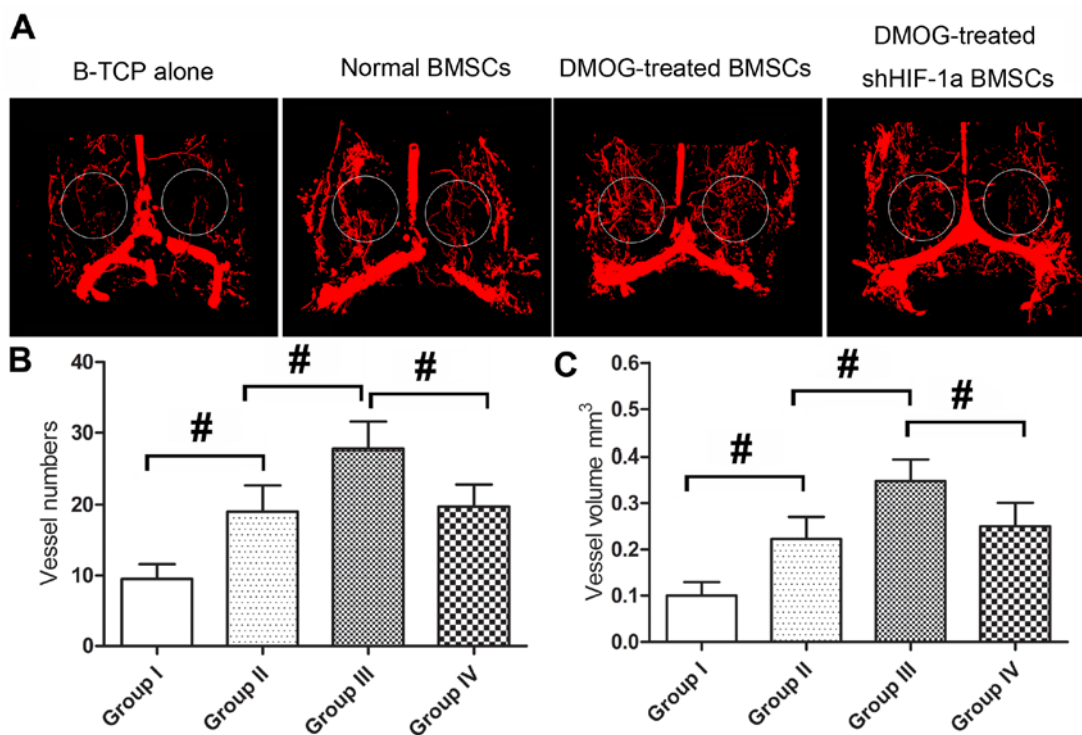 A
B-TCP alone
Normal BMSCs
DMOG-treated BMSCs
DMOG-treated
shHIF-1a BMSCs
B
Vessel numbers
40
30
20
10
0
#
#
#
Group I
Group II
Group III
Group IV
C
Vessel volume mm³
0.6
0.5
0.4
0.3
0.2
0.1
0.0
#
#
#
Group I
Group II
Group III
Group IV